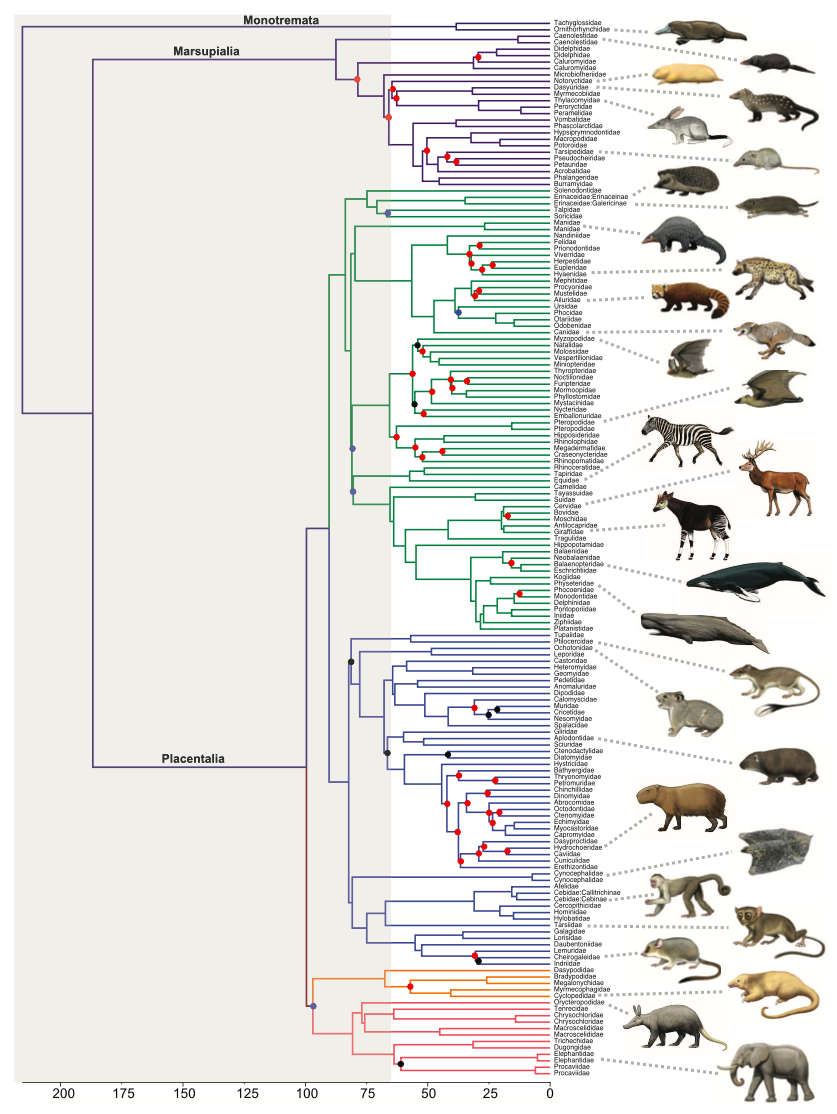 Monotremata
Tachyglossidae
Ornithorhynchidae
Caenolestidae
Caenolestidae
Marsupialia
Didelphidae
Didelphidae
Caluromyidae
Caluromyidae
Microbiotheriidae
Notoryctidae
Dasyuridae
Myrmecobiidae
Thylacomyidae
Peroryctidae
Peramelidae
Vombatidae
Phascolarctidae
Hypsiprymnodontidae
Macropodidae
Potoroidae
Tarsipedidae
Pseudocheiridae
Petauridae
Acrobatidae
Phalangeridae
Burramyidae
Solenodontidae
Erinaceidae:Erinaceinae
Erinaceidae:Galericinae
Talpidae
Soricidae
Manidae
Manidae
Nandiniidae
Felidae
Prionodontidae
Viverridae
Herpestidae
Eupleridae
Hyaenidae
Mephitidae
Procyonidae
Mustelidae
Ailuridae
Ursidae
Phocidae
Otariidae
Odobenidae
Canidae
Myzopodidae
Natalidae
Molossidae
Vespertilionidae
Miniopteridae
Thyropteridae
Noctilionidae
Furipteridae
Mormoopidae
Phyllostomidae
Mystacinidae
Nycteridae
Emballonuridae
Pteropodidae
Pteropodidae
Hipposideridae
Rhinolophidae
Megadermatidae
Craseonycteridae
Rhinopomatidae
Rhinocerotidae
Tapiridae
Equidae
Camelidae
Tayassuidae
Suidae
Cervidae
Bovidae
Moschidae
Antilocapridae
Giraffidae
Tragulidae
Hippopotamidae
Balaenidae
Neobalaenidae
Balaenopteridae
Eschrichtiidae
Kogiidae
Physeteridae
Phocoenidae
Monodontidae
Delphinidae
Pontoporiidae
Iniidae
Ziphiidae
Platanistidae
Tupaiidae
Ptilocercidae
Ochotonidae
Leporidae
Castoridae
Heteromyidae
Geomyidae
Pedetidae
Anomaluridae
Dipodidae
Calomyscidae
Muridae
Cricetidae
Nesomyidae
Spalacidae
Gliridae
Aplodontidae
Sciuridae
Ctenodactylidae
Diatomyidae
Placentalia
Hystricidae
Bathyergidae
Thryonomyidae
Petromuridae
Chinchillidae
Dinomyidae
Abrocomidae
Octodontidae
Ctenomyidae
Echimyidae
Myocastoridae
Capromyidae
Dasyproctidae
Hydrochoeridae
Caviidae
Cuniculidae
Erethizontidae
Cynocephalidae
Cynocephalidae
Atelidae
Cebidae:Callitrichinae
Cebidae:Cebinae
Cercopithicidae
Hominidae
Hylobatidae
Tarsiidae
Galagidae
Lorisidae
Daubentoniidae
Lemuridae
Cheirogaleidae
Indriidae
Dasypodidae
Bradypodidae
Megalonychidae
Myrmecophagidae
Cyclopedidae
Orycteropodidae
Tenrecidae
Chrysochloridae
Chrysochloridae
Macroscelididae
Macroscelididae
Trichechidae
Dugongidae
Elephantidae
Elephantidae
Procaviidae
Procaviidae
200 175 150 125 100 75 50 25 0